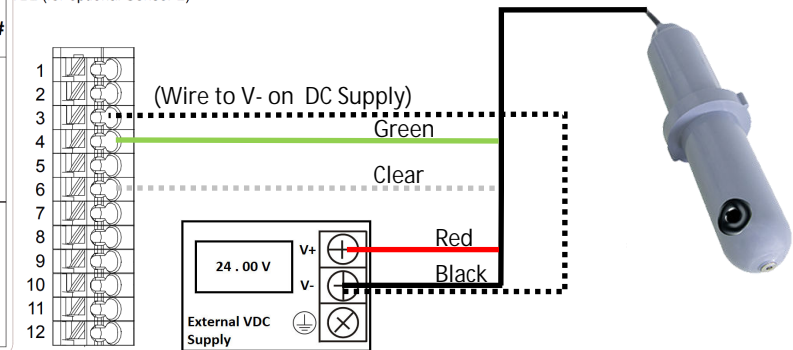 #
1
2
(Wire to V- on DC Supply)
3
Green
4
5
Clear
6
7
8
V+
Red
9
24 . 00 V
10
V-
Black
11
External VDC
Supply
12